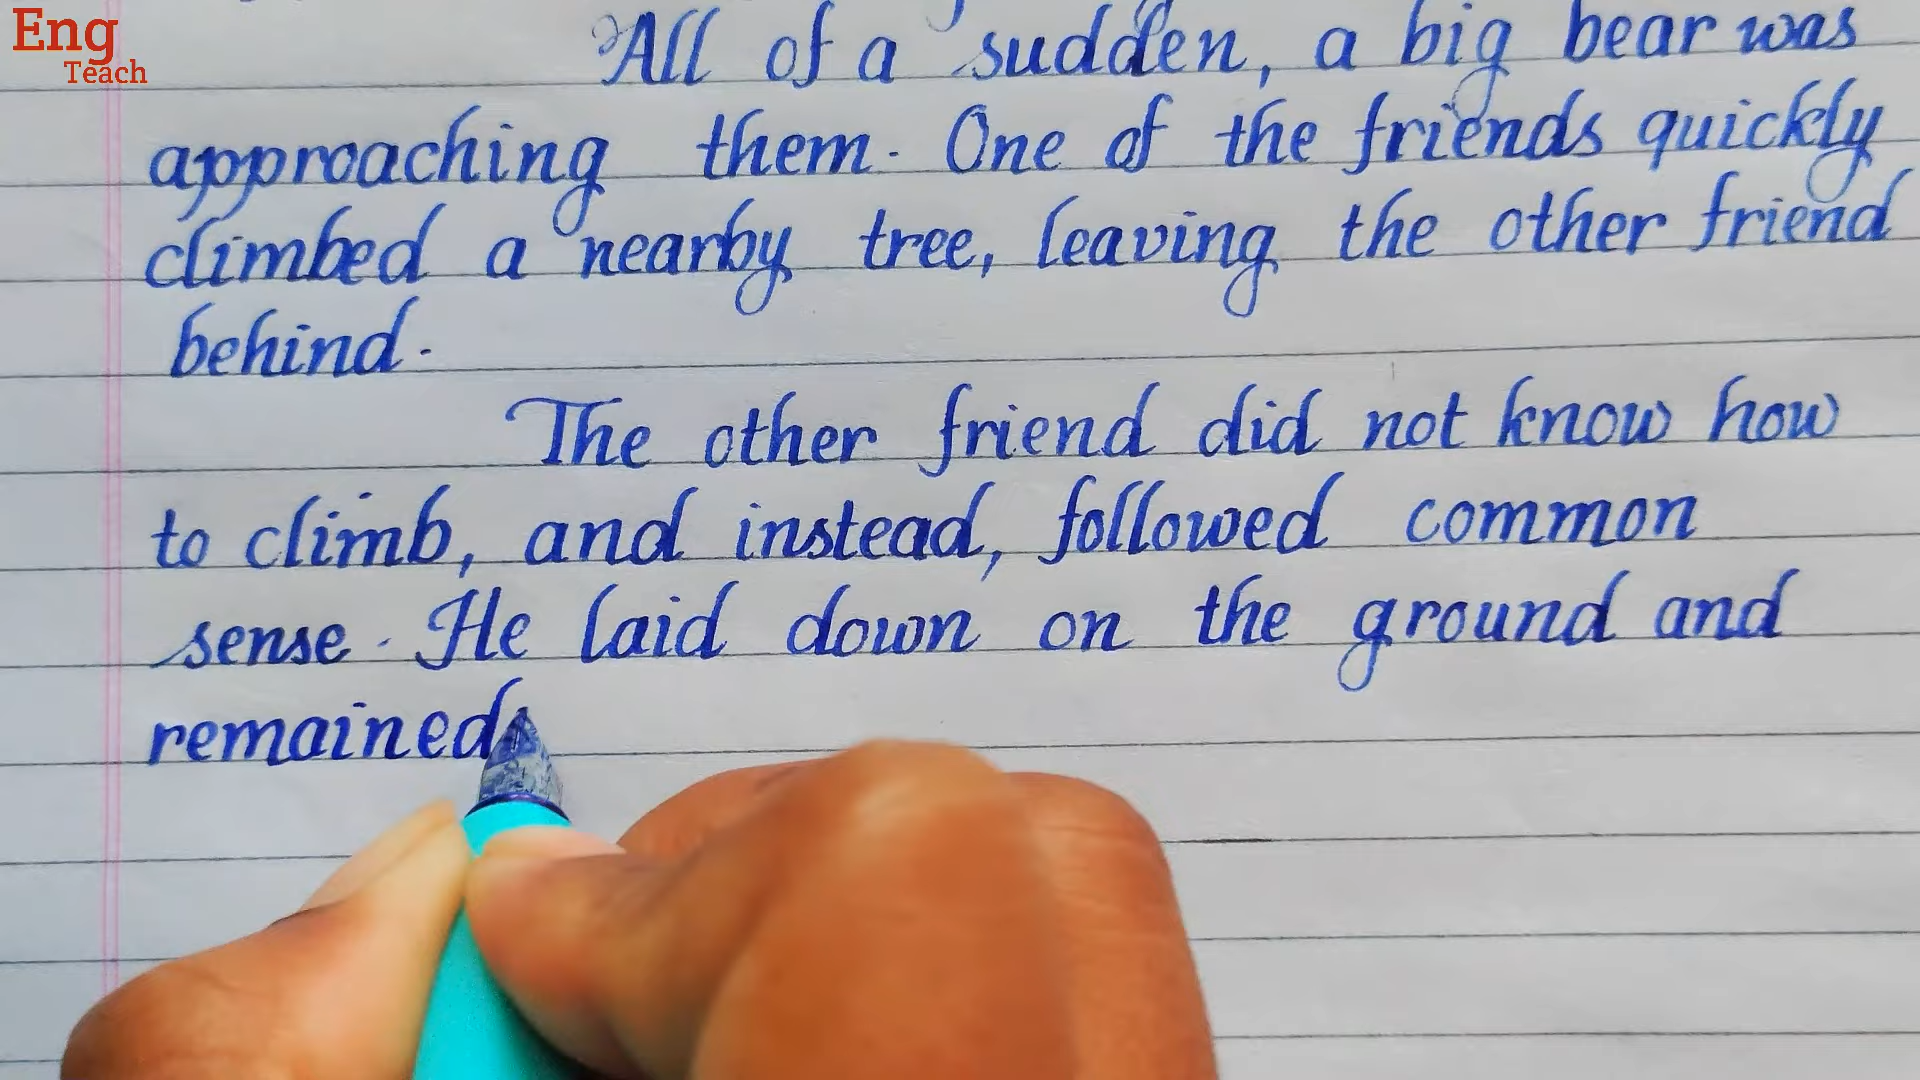 Eng
Teach
All of a sudden, a big bear was
approaching them. One of the friends quickly
climbed a nearby tree, leaving the other friend
behind.
The other friend did not know how
to climb, and instead, followed common
sense. He laid down on the ground and
remained